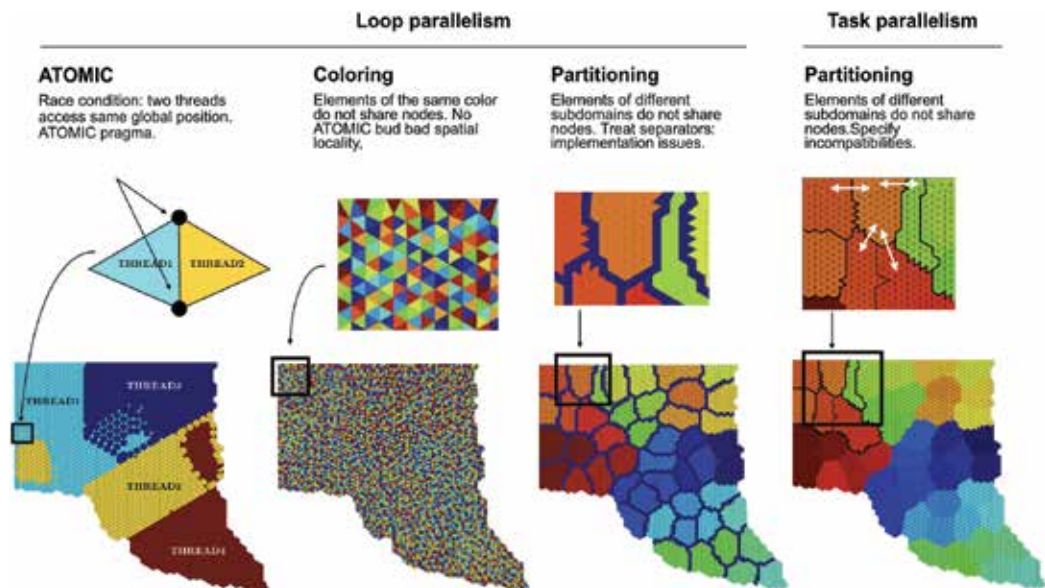 Loop parallelism
Task parallelism
ATOMIC
Race condition: two threads
access same global position.
ATOMIC pragma.
Coloring
Elements of the same color
do not share nodes. No
ATOMIC bud bad spatial
locality,
Partitioning
Elements of different
subdomains do not share
nodes. Treat separators:
implementation issues.
Partitioning
Elements of different
subdomains do not share
nodes.Specify
incompatibilities.
THREAD1
THREAD2
THREAD1
THREAD3
THREAD2
THREAD4